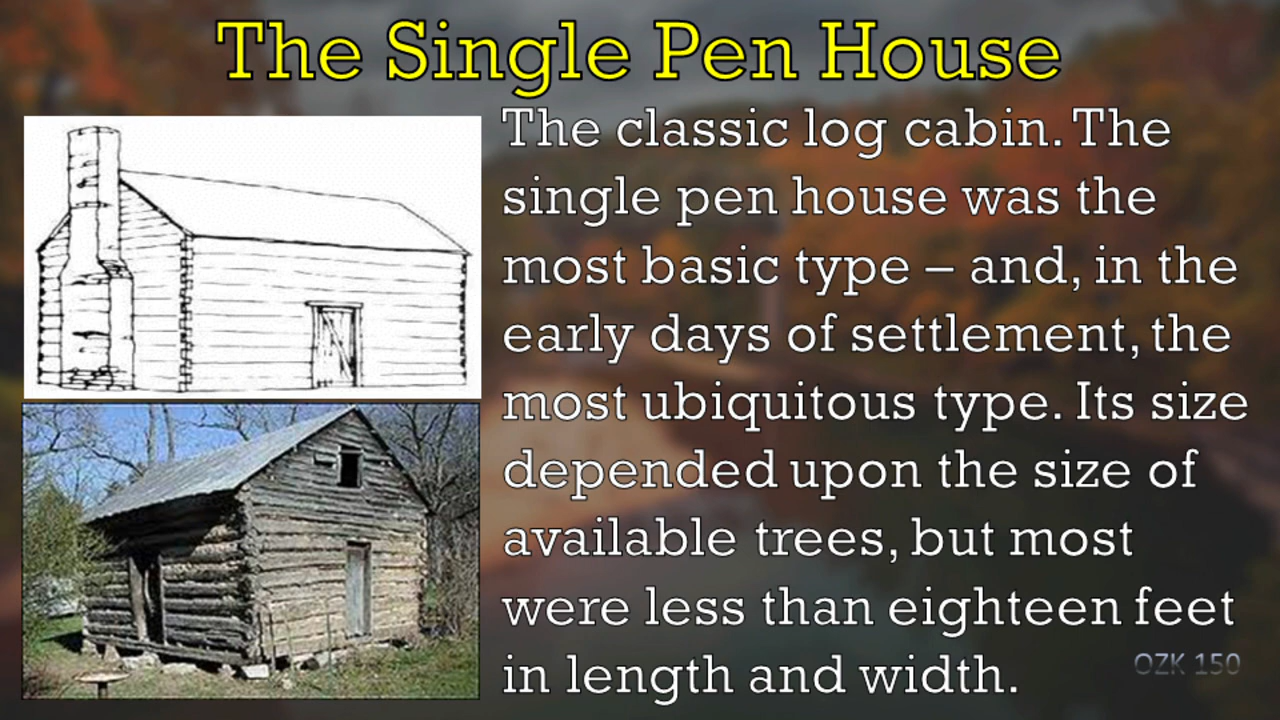 The Single Pen House
The classic log cabin. The
single pen house was the
most basic type – and, in the
early days of settlement, the
most ubiquitous type. Its size
depended upon the size of
available trees, but most
were less than eighteen feet
in length and width.
OZK 150